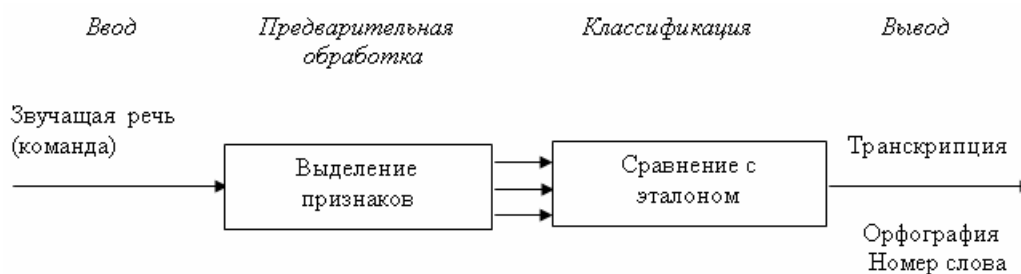 Ввод
Предварительная
обработка
Классификация
Вывод
Звучащая речь
(команда)
Выделение
признаков
Сравнение с
эталоном
Транскрипция
Орфография
Номер слова